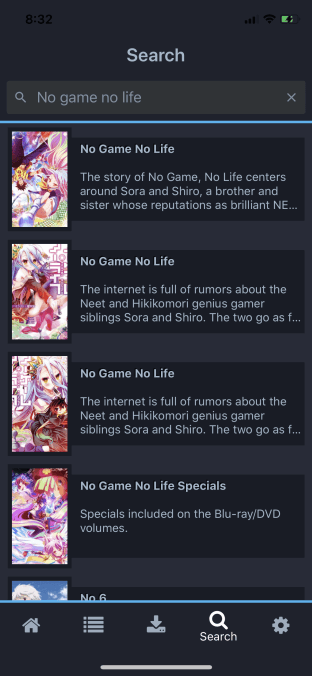 8:32
Search
No game no life
No Game No Life
The story of No Game, No Life centers
around Sora and Shiro, a brother and
sister whose reputations as brilliant NE...
No Game No Life
The internet is full of rumors about the
Neet and Hikikomori genius gamer
siblings Sora and Shiro. The two go as f...
No Game No Life
The internet is full of rumors about the
Neet and Hikikomori genius gamer
siblings Sora and Shiro. The two go as f...
No Game No Life Specials
Specials included on the Blu-ray/DVD
volumes.
No.6
Search